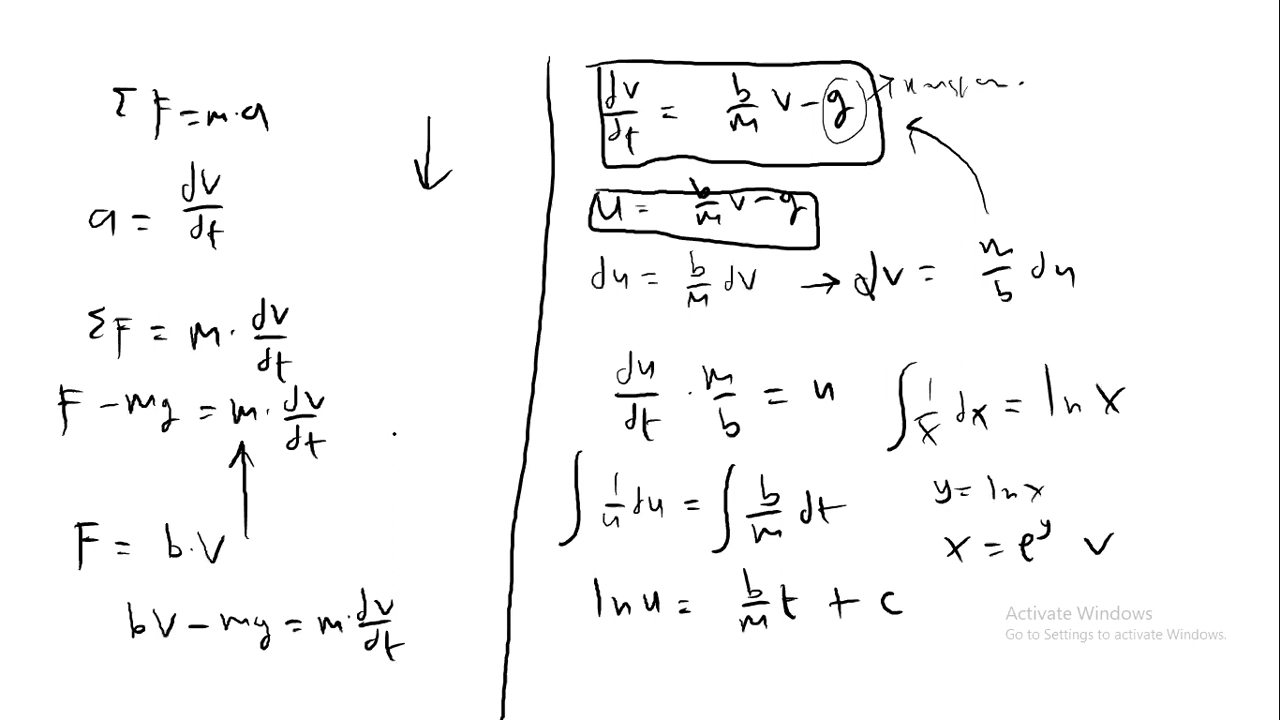 ΣF = m·a
a = dv/dt
ΣF = m· dv/dt
F - mg = m· dv/dt
F = b·V
bV - mg = m· dv/dt
dv/dt = b/m v - g
u = b/m v - g
du = b/m dv → dv = m/b du
du/dt · m/b = u
∫ 1/x dx = ln x
∫ 1/u du = ∫ b/m dt
y = ln x
x = e^y v
ln u = b/m t + c
Activate Windows
Go to Settings to activate Windows.